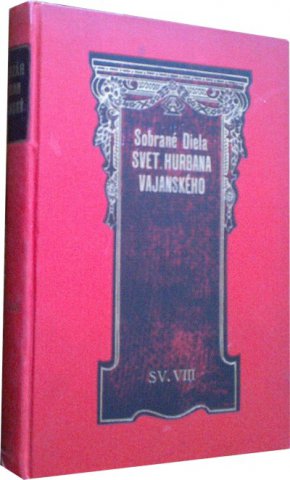 Sobrané Diela
SVET. HURBANA
VAJANSKÉHO
SV. VIII